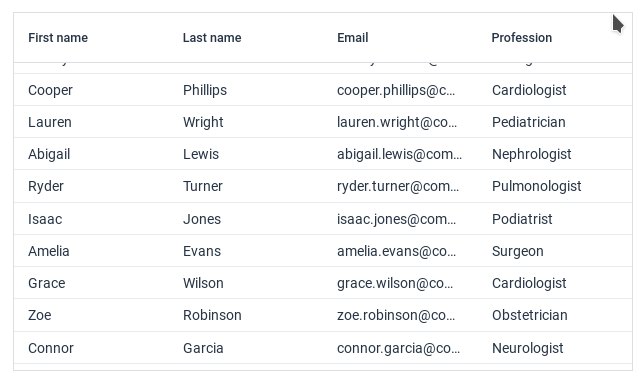 First name Last name Email Profession
Cooper Phillips cooper.phillips@c... Cardiologist
Lauren Wright lauren.wright@co... Pediatrician
Abigail Lewis abigail.lewis@com... Nephrologist
Ryder Turner ryder.turner@com... Pulmonologist
Isaac Jones isaac.jones@com... Podiatrist
Amelia Evans amelia.evans@co... Surgeon
Grace Wilson grace.wilson@co... Cardiologist
Zoe Robinson zoe.robinson@co... Obstetrician
Connor Garcia connor.garcia@co... Neurologist